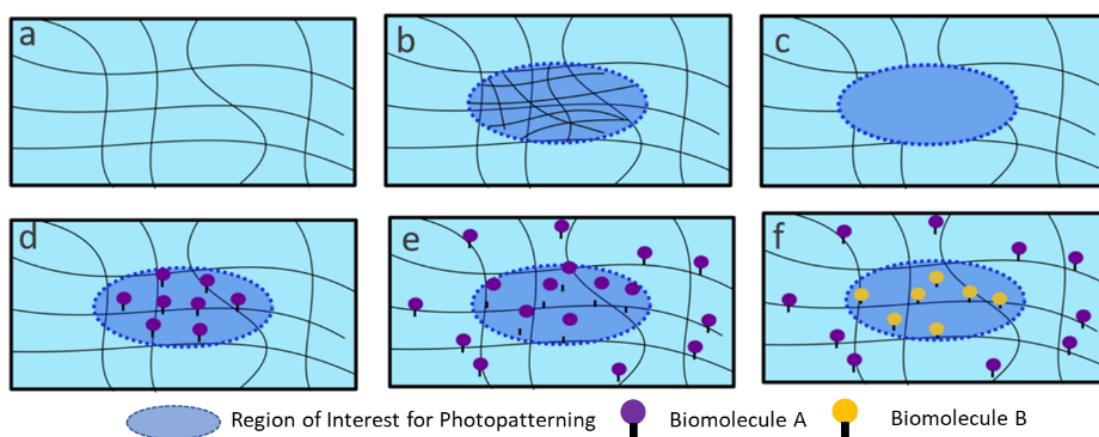 a
b
c
d
e
f
Region of Interest for Photopatterning
Biomolecule A
Biomolecule B